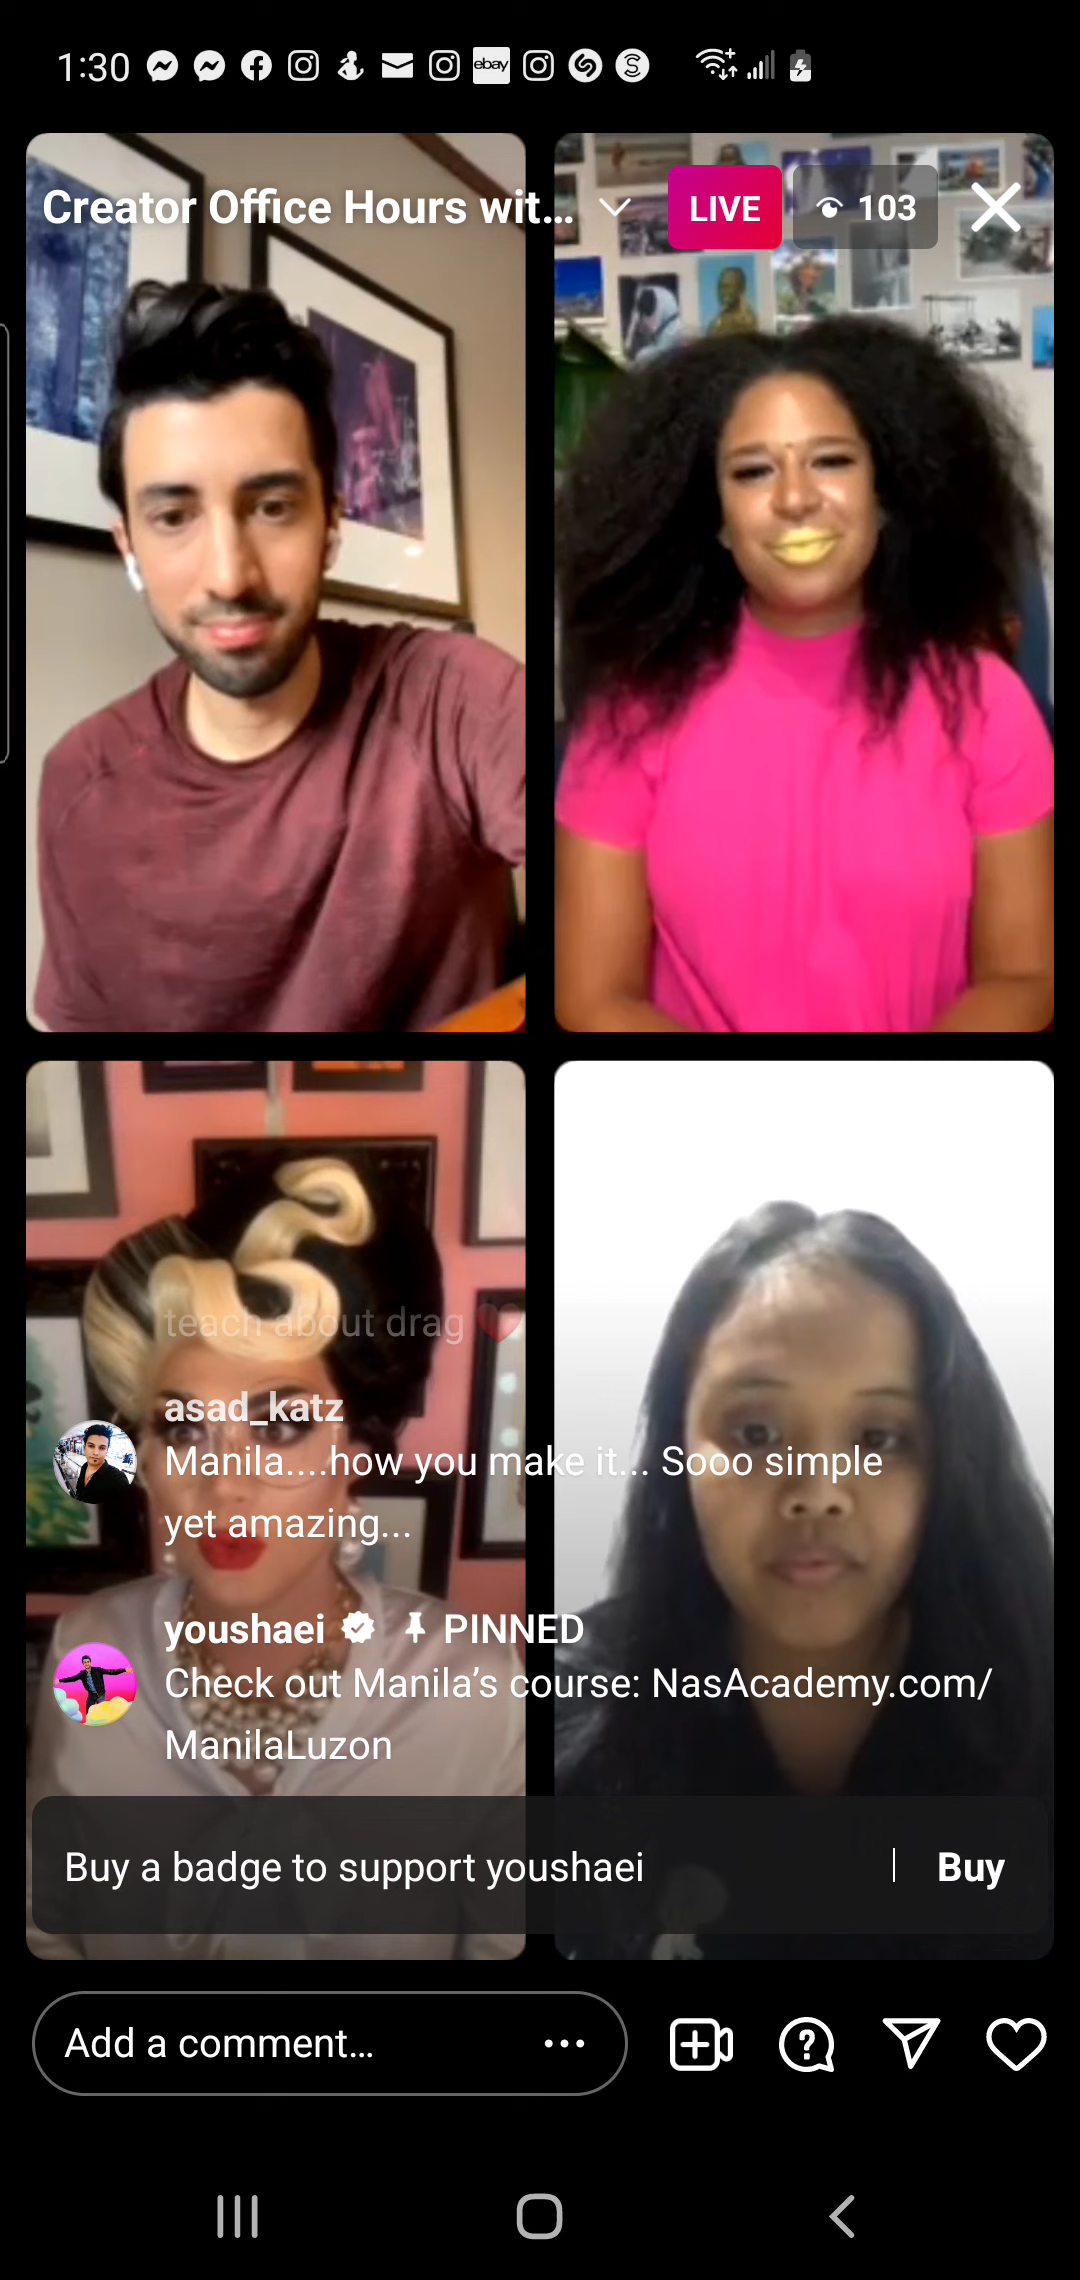 1:30
ebay
Creator Office Hours wit...
LIVE
103
teach about drag ❤️
asad_katz
Manila....how you make it... Sooo simple
yet amazing...
youshaei PINNED
Check out Manila’s course: NasAcademy.com/
ManilaLuzon
Buy a badge to support youshaei | Buy
Add a comment...